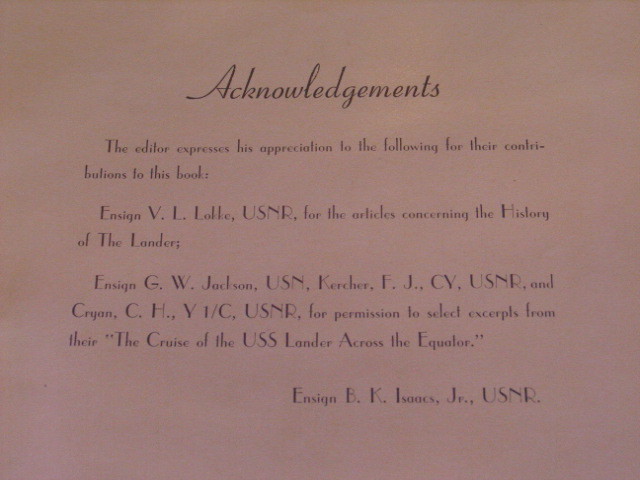 Acknowledgements
The editor expresses his appreciation to the following for their contri-
butions to this book:
Ensign V. L. Lokke, USNR, for the articles concerning the History
of The Lander;
Ensign G. W. Jackson, USN, Kercher, F. J., CY, USNR, and
Cryan, C. H., Y 1/C, USNR, for permission to select excerpts from
their "The Cruise of the USS Lander Across the Equator."
Ensign B. K. Isaacs, Jr., USNR.